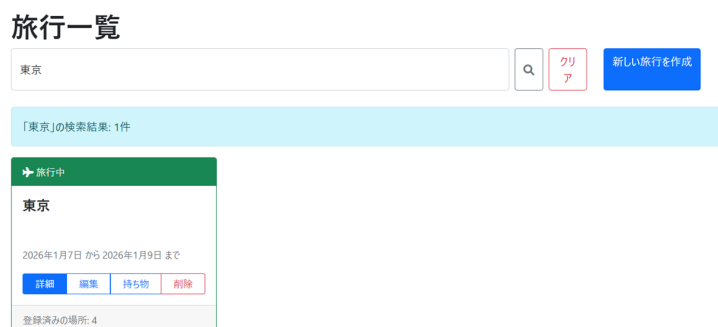 旅行一覧
東京
クリ
ア
新しい旅行を作成
「東京」の検索結果: 1件
旅行中
東京
2026年1月7日 から 2026年1月9日 まで
詳細 編集 持ち物 削除
登録済みの場所: 4